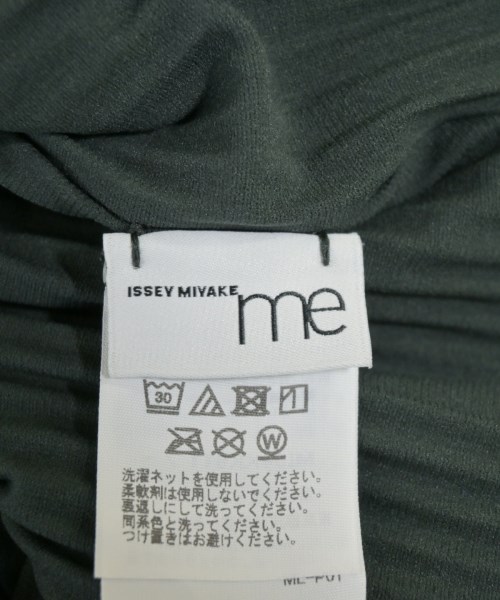 ISSEY MIYAKE me
30
W
洗濯ネットを使用してください。
柔軟剤は使用しないでください。
裏返しにして洗ってください。
同系色と洗ってください。
つけ置きはお避けください。